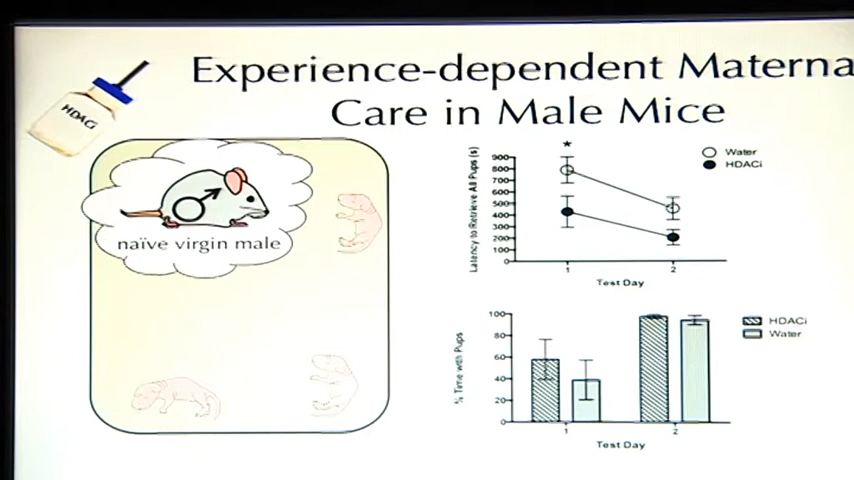 Experience-dependent Materna
Care in Male Mice
HDACi
naïve virgin male
Latency to Retrieve All Pups (s)
*
900
800
700
600
500
400
300
200
100
0
1
2
Test Day
Water
HDACi
% Time with Pups
100
80
60
40
20
0
1
2
Test Day
HDACi
Water